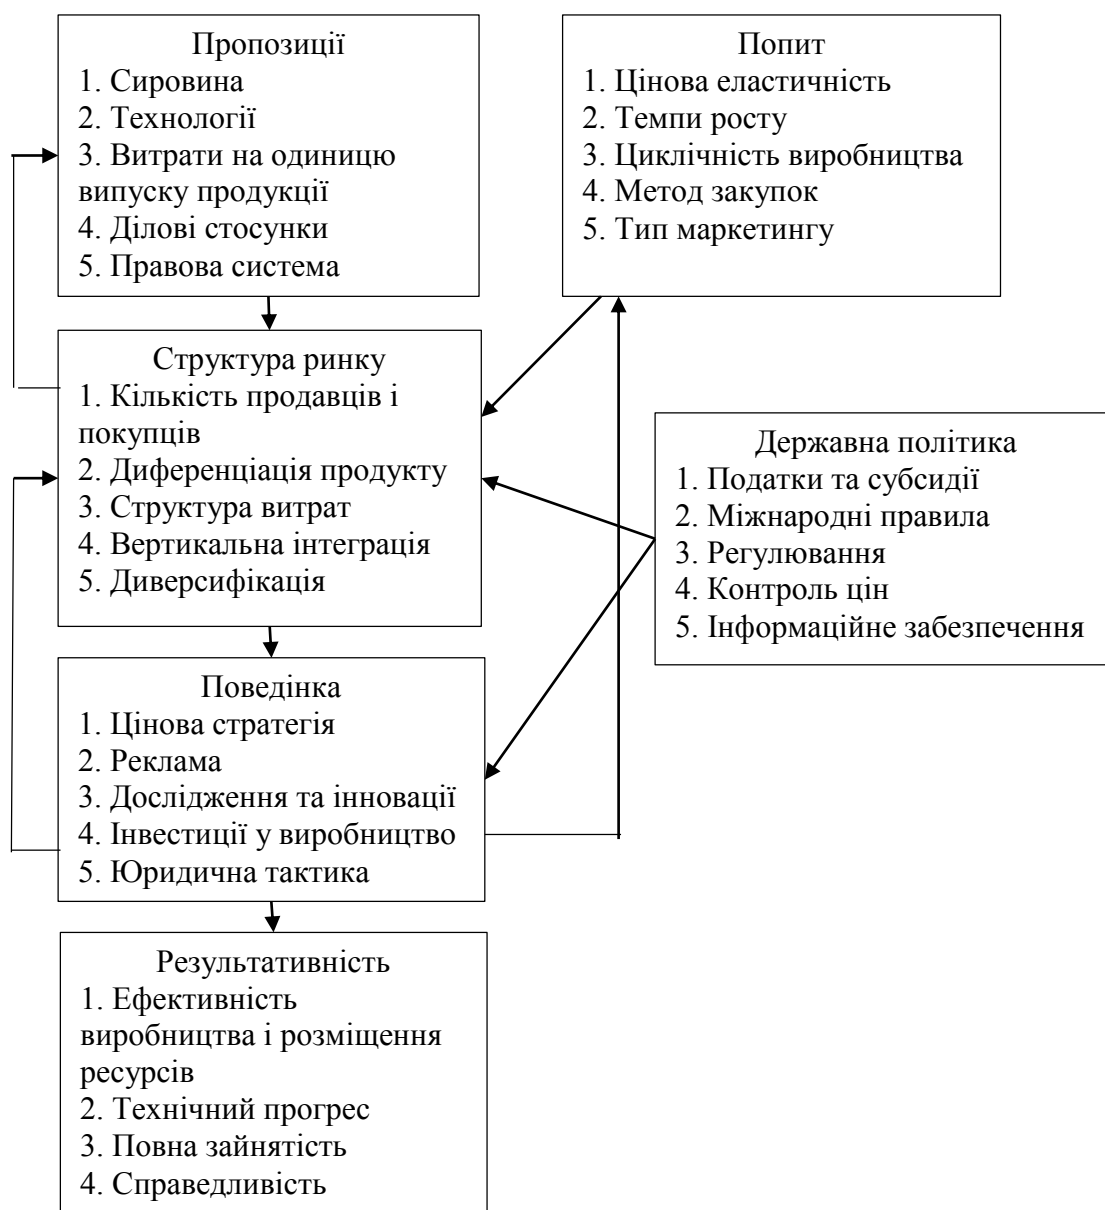 Пропозиції
1. Сировина
2. Технології
3. Витрати на одиницю
випуску продукції
4. Ділові стосунки
5. Правова система
Попит
1. Цінова еластичність
2. Темпи росту
3. Циклічність виробництва
4. Метод закупок
5. Тип маркетингу
Структура ринку
1. Кількість продавців і
покупців
2. Диференціація продукту
3. Структура витрат
4. Вертикальна інтеграція
5. Диверсифікація
Державна політика
1. Податки та субсидії
2. Міжнародні правила
3. Регулювання
4. Контроль цін
5. Інформаційне забезпечення
Поведінка
1. Цінова стратегія
2. Реклама
3. Дослідження та інновації
4. Інвестиції у виробництво
5. Юридична тактика
Результативність
1. Ефективність
виробництва і розміщення
ресурсів
2. Технічний прогрес
3. Повна зайнятість
4. Справедливість